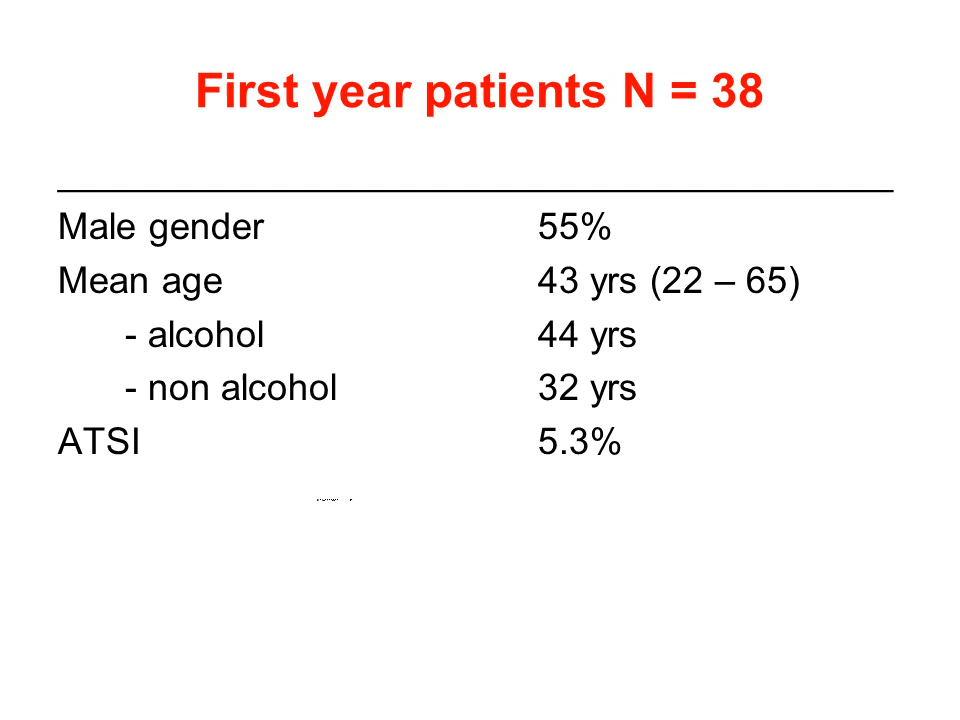 First year patients N = 38
Male gender 55%
Mean age 43 yrs (22 – 65)
- alcohol 44 yrs
- non alcohol 32 yrs
ATSI 5.3%